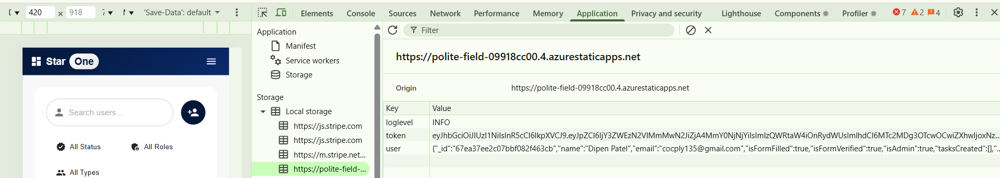 420 × 918 'Save-Data': default
Elements Console Sources Network Performance Memory Application Privacy and security Lighthouse Components Profiler 7 2 4
Star One
Search users...
All Status All Roles
All Types
Application
Manifest
Service workers
Storage
Storage
Local storage
https://js.stripe.com
https://js.stripe.com
https://m.stripe.net...
https://polite-field-...
Filter
https://polite-field-09918cc00.4.azurestaticapps.net
Origin https://polite-field-09918cc00.4.azurestaticapps.net
Key Value
loglevel INFO
token
user {"_id":"67ea37ee2c07bbf082f463cb","name":"Dipen Patel","email":"cocply135@gmail.com","isFormFilled":true,"isFormVerified":true,"isAdmin":true,"tasksCreated":[],"...